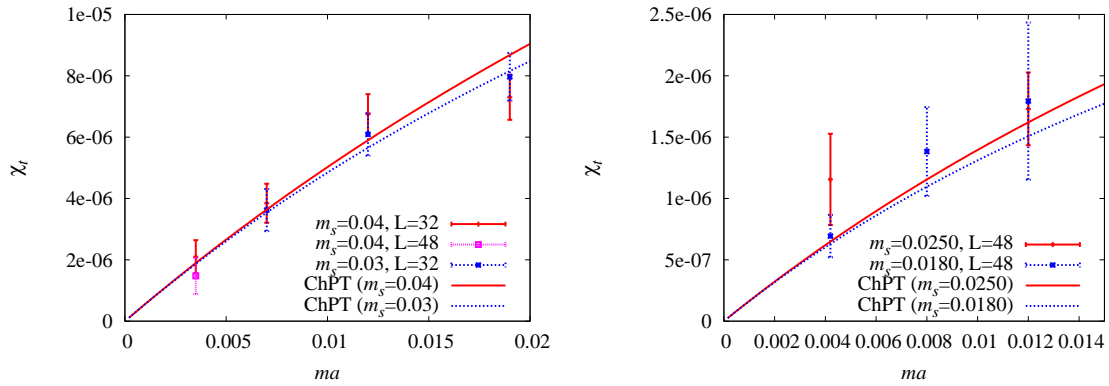 1e-05
8e-06
6e-06
4e-06
2e-06
0
χt
0
0.005
0.01
0.015
0.02
ma
ms=0.04, L=32
ms=0.04, L=48
ms=0.03, L=32
ChPT (ms=0.04)
ChPT (ms=0.03)
2.5e-06
2e-06
1.5e-06
1e-06
5e-07
0
χt
0
0.002
0.004
0.006
0.008
0.01
0.012
0.014
ma
ms=0.0250, L=48
ms=0.0180, L=48
ChPT (ms=0.0250)
ChPT (ms=0.0180)